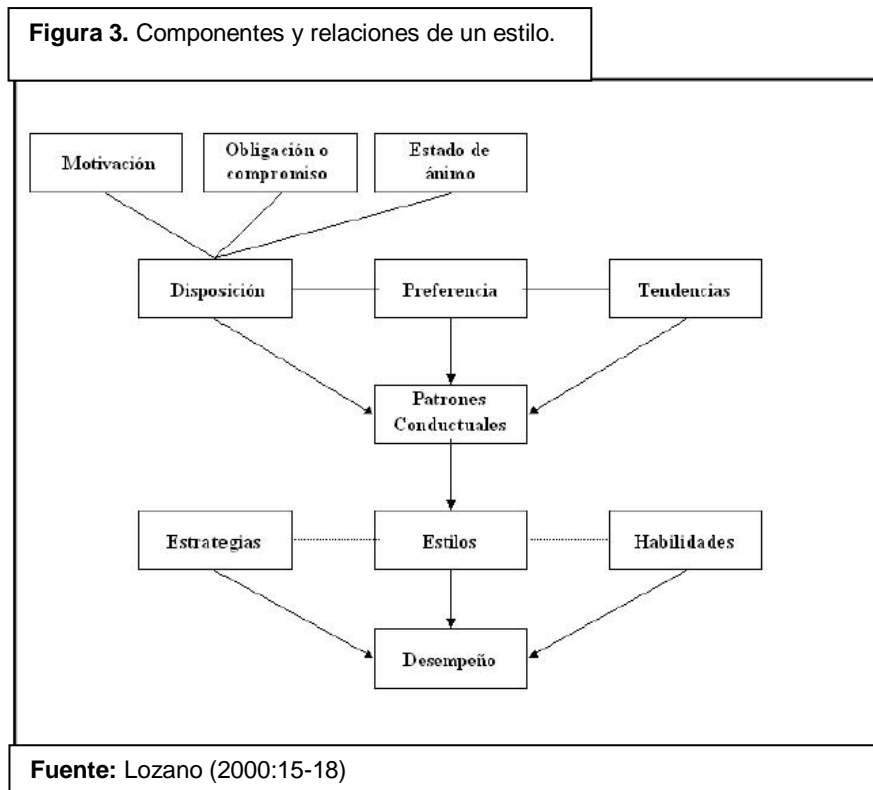 Figura 3. Componentes y relaciones de un estilo.
Motivación
Obligación o
compromiso
Estado de
ánimo
Disposición
Preferencia
Tendencias
Patrones
Conductuales
Estrategias
Estilos
Habilidades
Desempeño
Fuente: Lozano (2000:15-18)